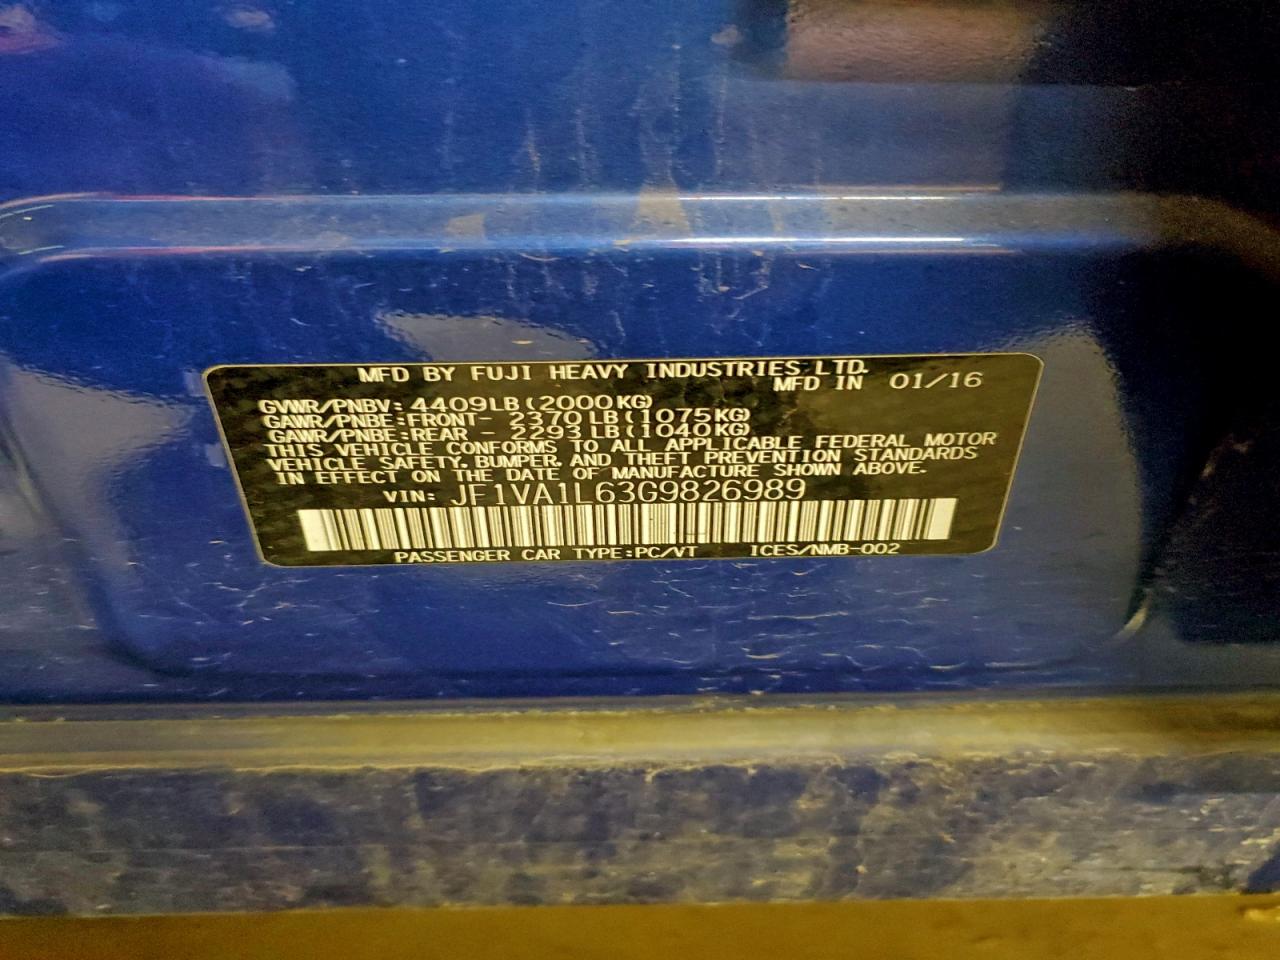 MFD BY FUJI HEAVY INDUSTRIES LTD.
MFD IN 01/16
GVWR/PNBV: 4409LB(2000KG)
GAWR/PNBE:FRONT- 2370LB(1075KG)
GAWR/PNBE:REAR - 2293LB(1040KG)
THIS VEHICLE CONFORMS TO ALL APPLICABLE FEDERAL MOTOR
VEHICLE SAFETY, BUMPER, AND THEFT PREVENTION STANDARDS
IN EFFECT ON THE DATE OF MANUFACTURE SHOWN ABOVE.
VIN: JF1VA1L63G9826989
PASSENGER CAR TYPE:PC/VT ICES/NMB-002